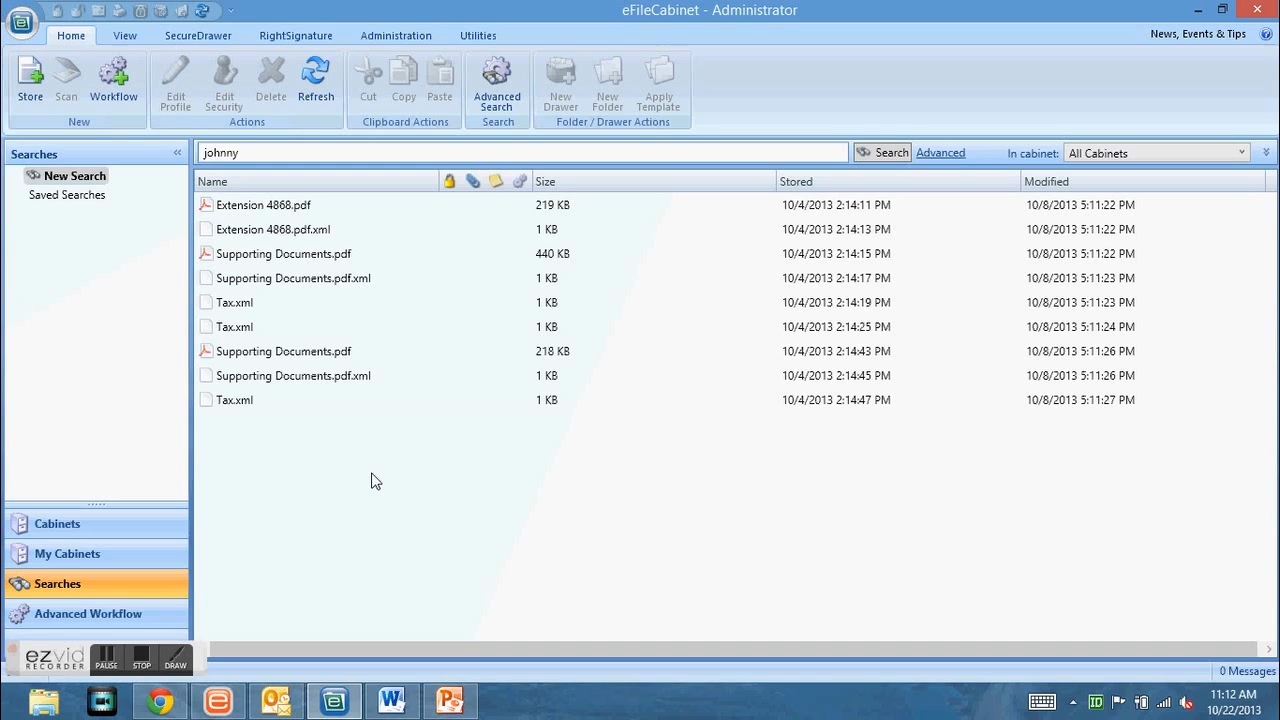 eFileCabinet - Administrator
Home View SecureDrawer RightSignature Administration Utilities News, Events & Tips
Store Scan Workflow Edit Profile Edit Security Delete Refresh Cut Copy Paste Advanced Search New Drawer New Folder Apply Template
New Actions Clipboard Actions Search Folder / Drawer Actions
Searches
New Search
Saved Searches
johnny Search Advanced In cabinet: All Cabinets
Name Size Stored Modified
Extension 4868.pdf 219 KB 10/4/2013 2:14:11 PM 10/8/2013 5:11:22 PM
Extension 4868.pdf.xml 1 KB 10/4/2013 2:14:13 PM 10/8/2013 5:11:22 PM
Supporting Documents.pdf 440 KB 10/4/2013 2:14:15 PM 10/8/2013 5:11:22 PM
Supporting Documents.pdf.xml 1 KB 10/4/2013 2:14:17 PM 10/8/2013 5:11:23 PM
Tax.xml 1 KB 10/4/2013 2:14:19 PM 10/8/2013 5:11:23 PM
Tax.xml 1 KB 10/4/2013 2:14:25 PM 10/8/2013 5:11:24 PM
Supporting Documents.pdf 218 KB 10/4/2013 2:14:43 PM 10/8/2013 5:11:26 PM
Supporting Documents.pdf.xml 1 KB 10/4/2013 2:14:45 PM 10/8/2013 5:11:26 PM
Tax.xml 1 KB 10/4/2013 2:14:47 PM 10/8/2013 5:11:27 PM
Cabinets
My Cabinets
Searches
Advanced Workflow
ezvid
RECORDER PAUSE STOP DRAW
0 Messages
11:12 AM
10/22/2013